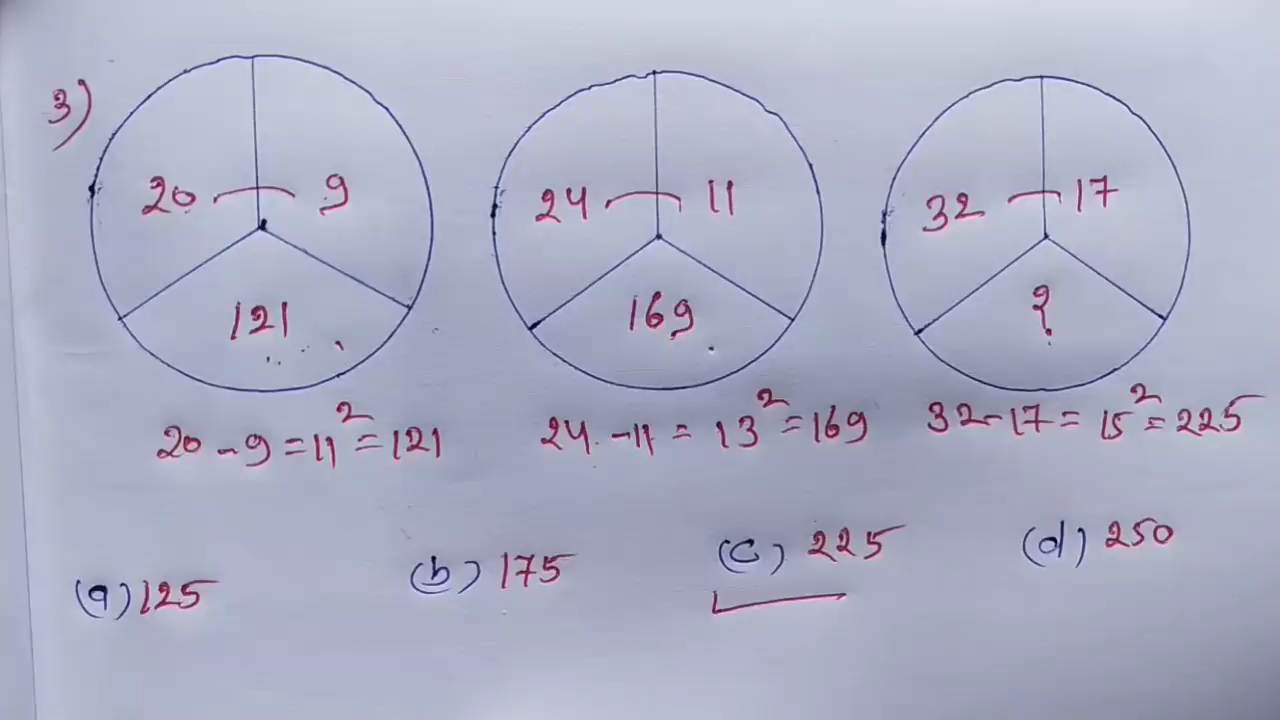 3)
20 9 24 11 32 17
121 169 ?
20 - 9 = 11² = 121 24 - 11 = 13² = 169 32 - 17 = 15² = 225
(a) 125 (b) 175 (c) 225 (d) 250